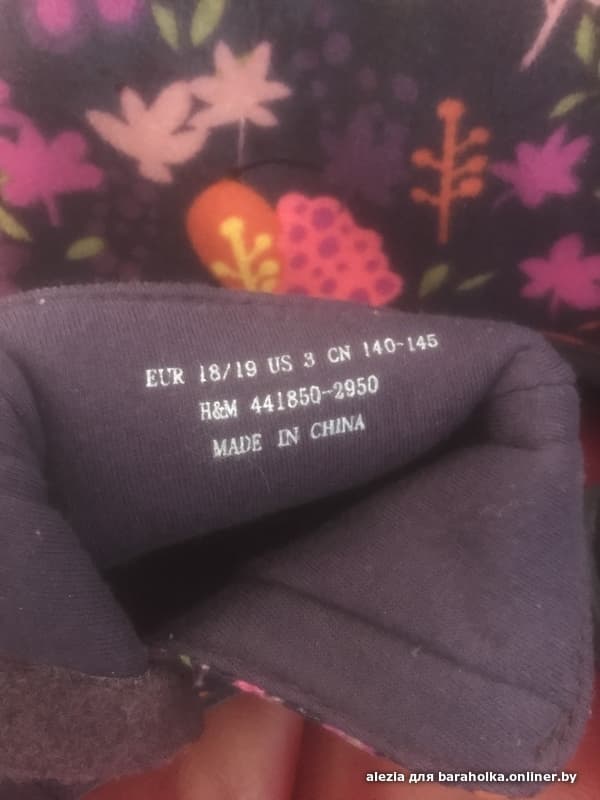 EUR 18/19 US 3 CN 140-145
H&M 441850-2950
MADE IN CHINA
alezia для baraholka.onliner.by